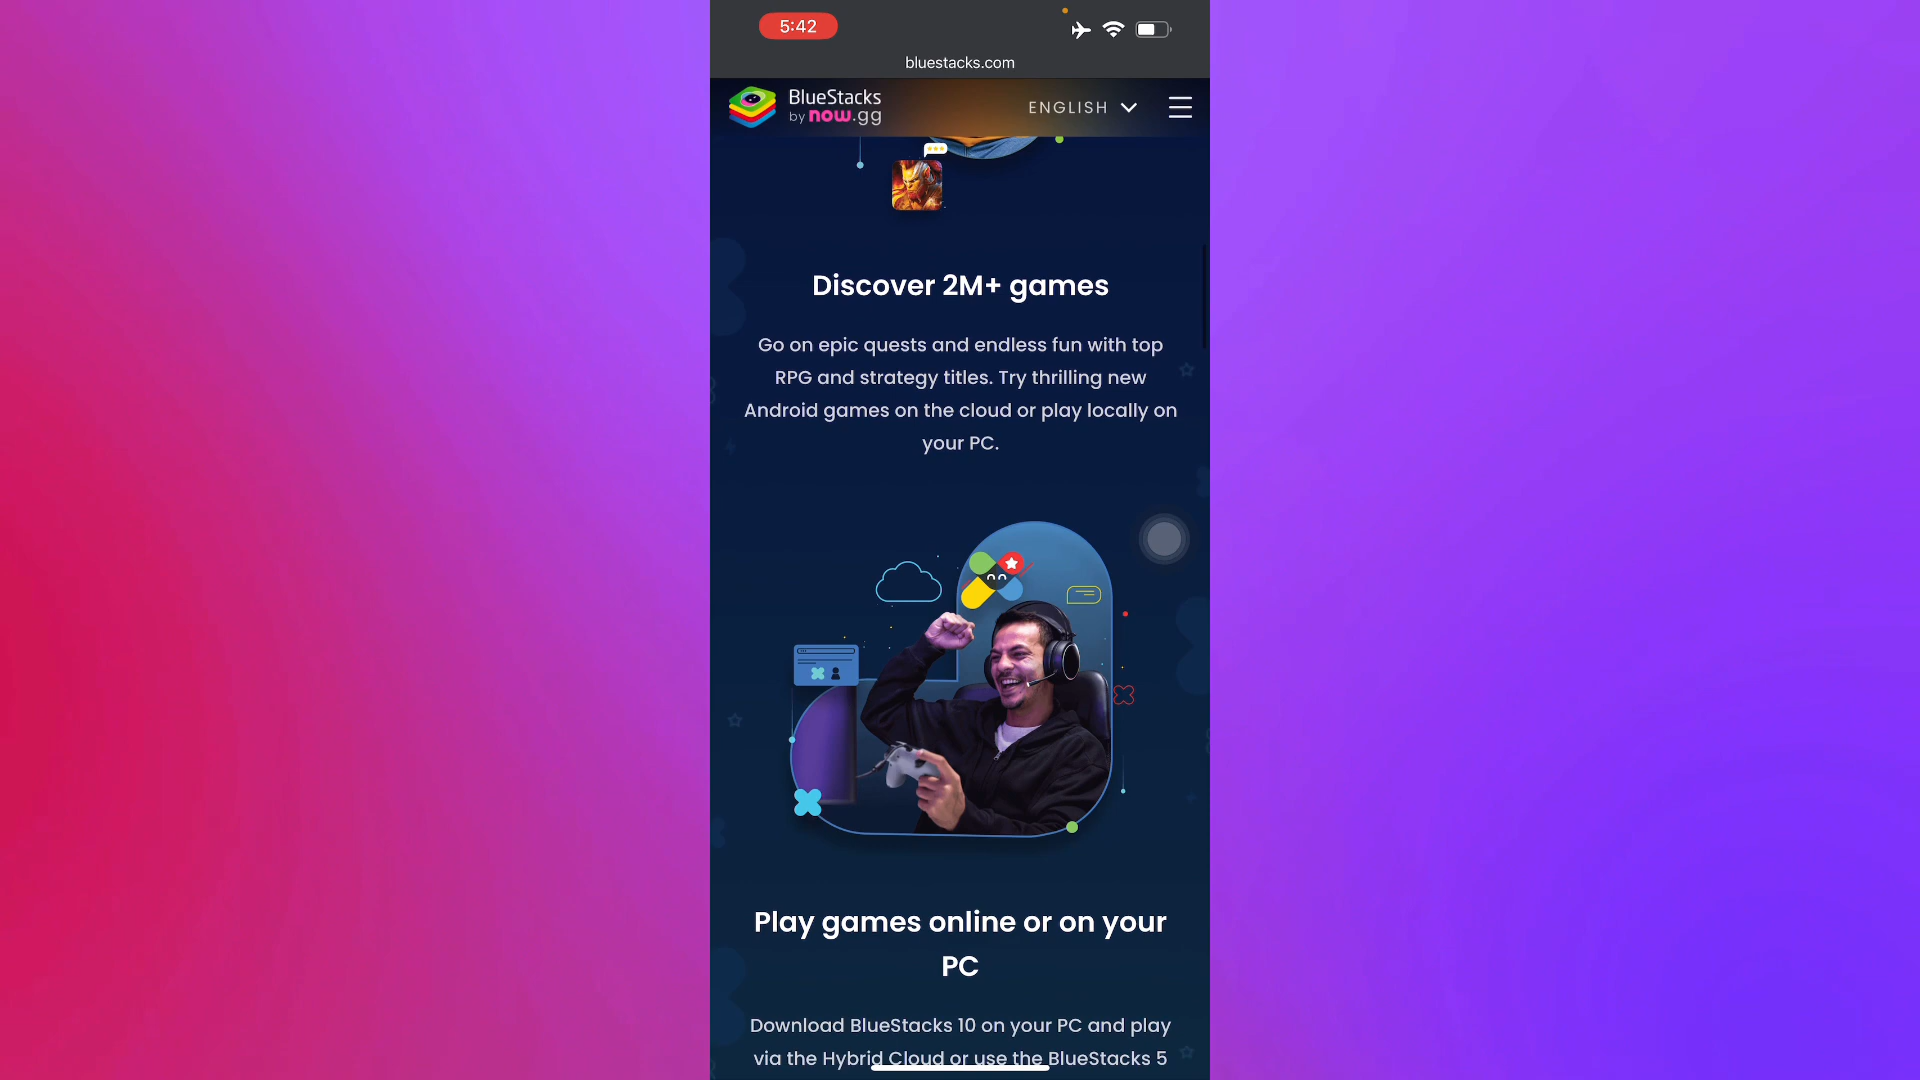 5:42
bluestacks.com
BlueStacks
by now.gg
ENGLISH
Discover 2M+ games
Go on epic quests and endless fun with top
RPG and strategy titles. Try thrilling new
Android games on the cloud or play locally on
your PC.
Play games online or on your
PC
Download BlueStacks 10 on your PC and play
via the Hybrid Cloud or use the BlueStacks 5